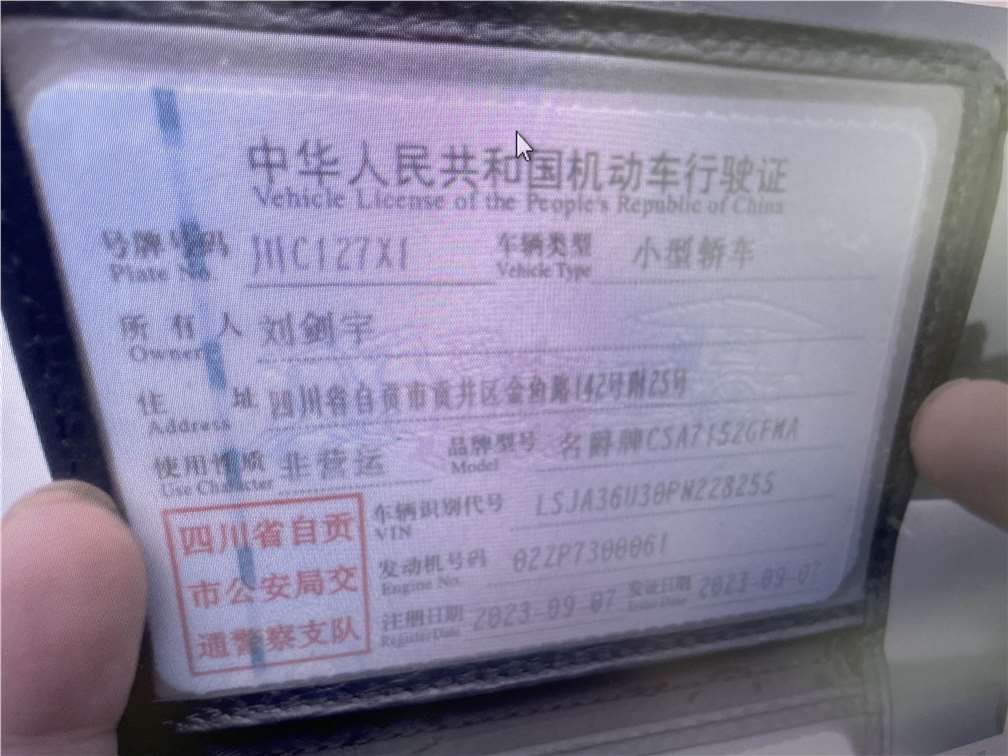 中华人民共和国机动车行驶证
Vehicle License of the People's Republic of China
号牌号码 川C127X1 车辆类型 小型轿车
Plate No. Vehicle Type
所有人 刘剑宇
Owner
住址 四川省自贡市贡井区金鱼路142号附25号
Address
使用性质 非营运 品牌型号 名爵牌CSA7152GFMA
Use Character Model
车辆识别代号 LSJA36U30PN228255
VIN
发动机号码 02ZP7300061
Engine No.
注册日期 2023-09-07 发证日期 2023-09-07
Register Date Issue Date
四川省自贡
市公安局交
通警察支队